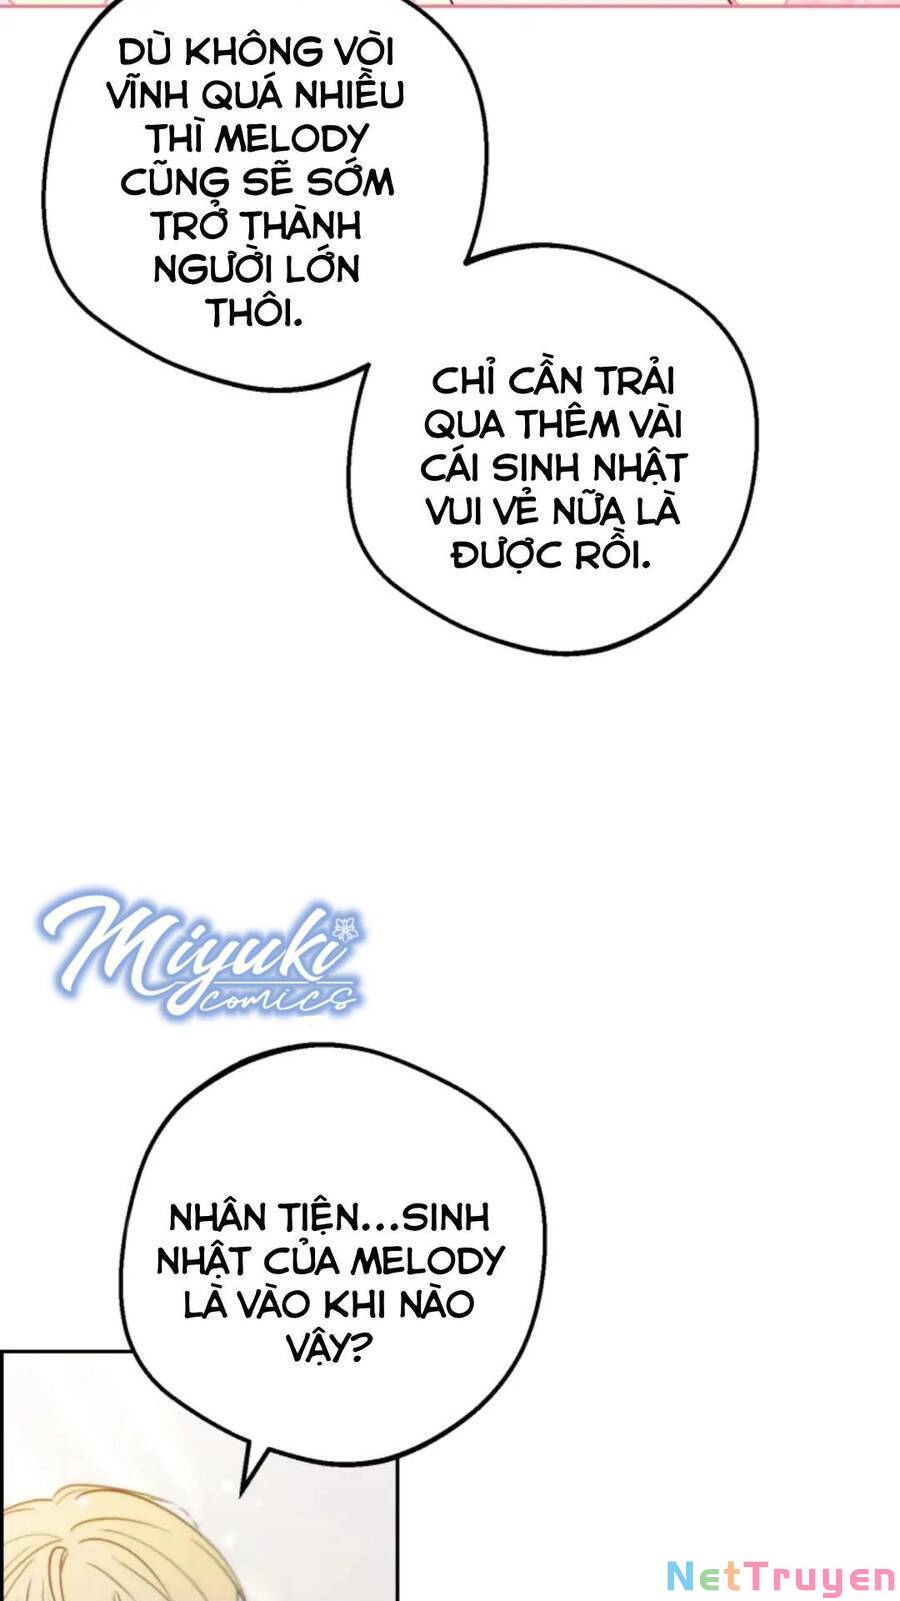 DÙ KHÔNG VÒI
VĨNH QUÁ NHIỀU
THÌ MELODY
CŨNG SẼ SỚM
TRỞ THÀNH
NGƯỜI LỚN
THÔI.
CHỈ CẦN TRẢI
QUA THÊM VÀI
CÁI SINH NHẬT
VUI VẺ NỮA LÀ
ĐƯỢC RỒI.
Miyuki
comics
NHÂN TIỆN...SINH
NHẬT CỦA MELODY
LÀ VÀO KHI NÀO
VẬY?
NetTruyen